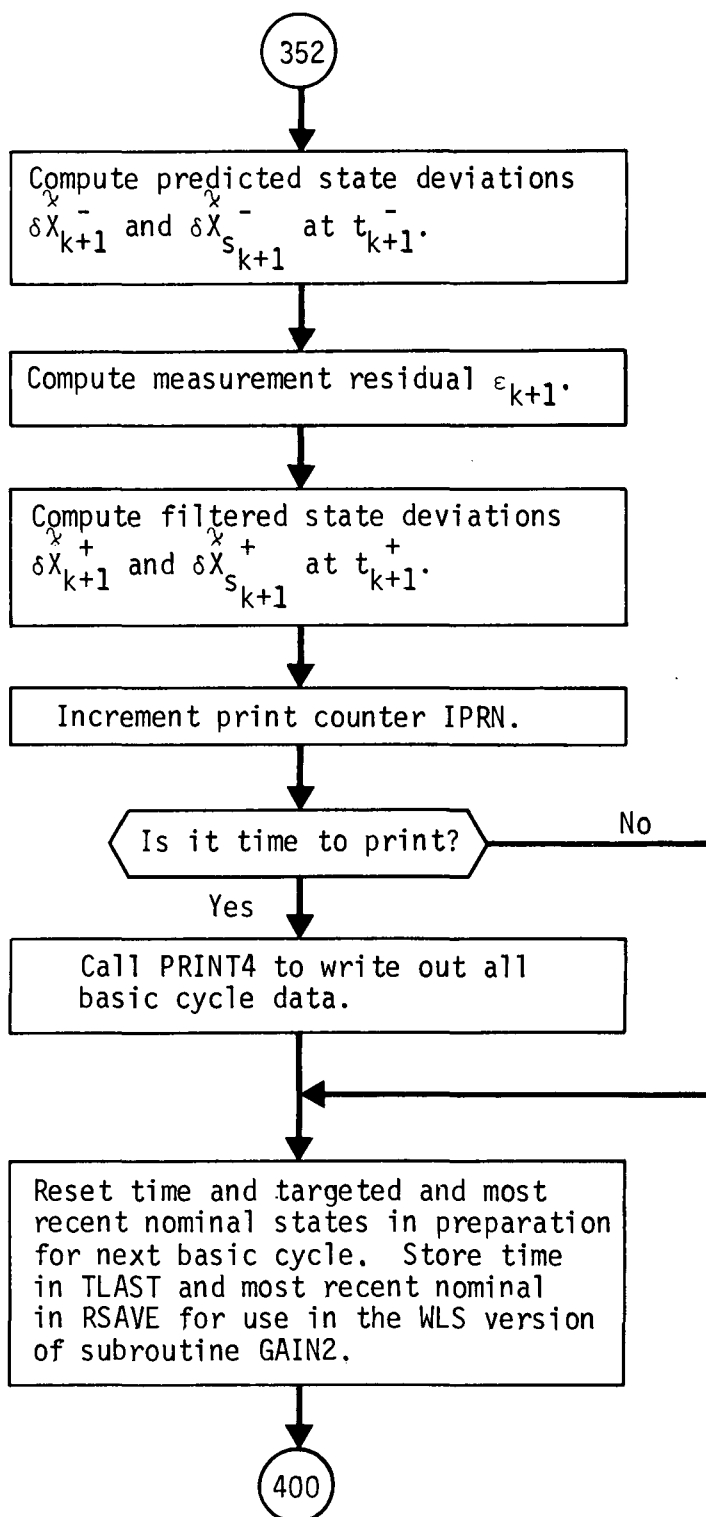 352
Compute predicted state deviations
δX̃⁻ₖ₊₁ and δX̃⁻ₛₖ₊₁ at t⁻ₖ₊₁.
Compute measurement residual εₖ₊₁.
Compute filtered state deviations
δX̃⁺ₖ₊₁ and δX̃⁺ₛₖ₊₁ at t⁺ₖ₊₁.
Increment print counter IPRN.
Is it time to print?
No
Yes
Call PRINT4 to write out all
basic cycle data.
Reset time and targeted and most
recent nominal states in preparation
for next basic cycle. Store time
in TLAST and most recent nominal
in RSAVE for use in the WLS version
of subroutine GAIN2.
400